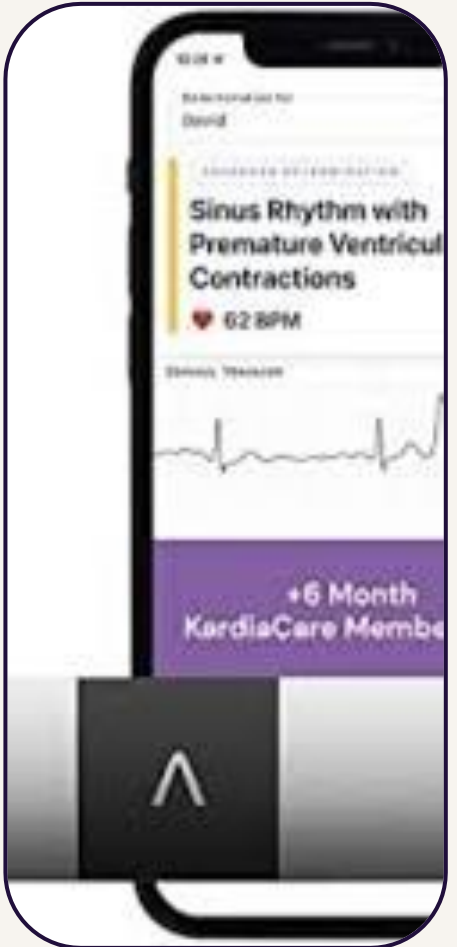 David
Sinus Rhythm with
Premature Ventricul
Contractions
62 BPM
+6 Month
KardiaCare Membe